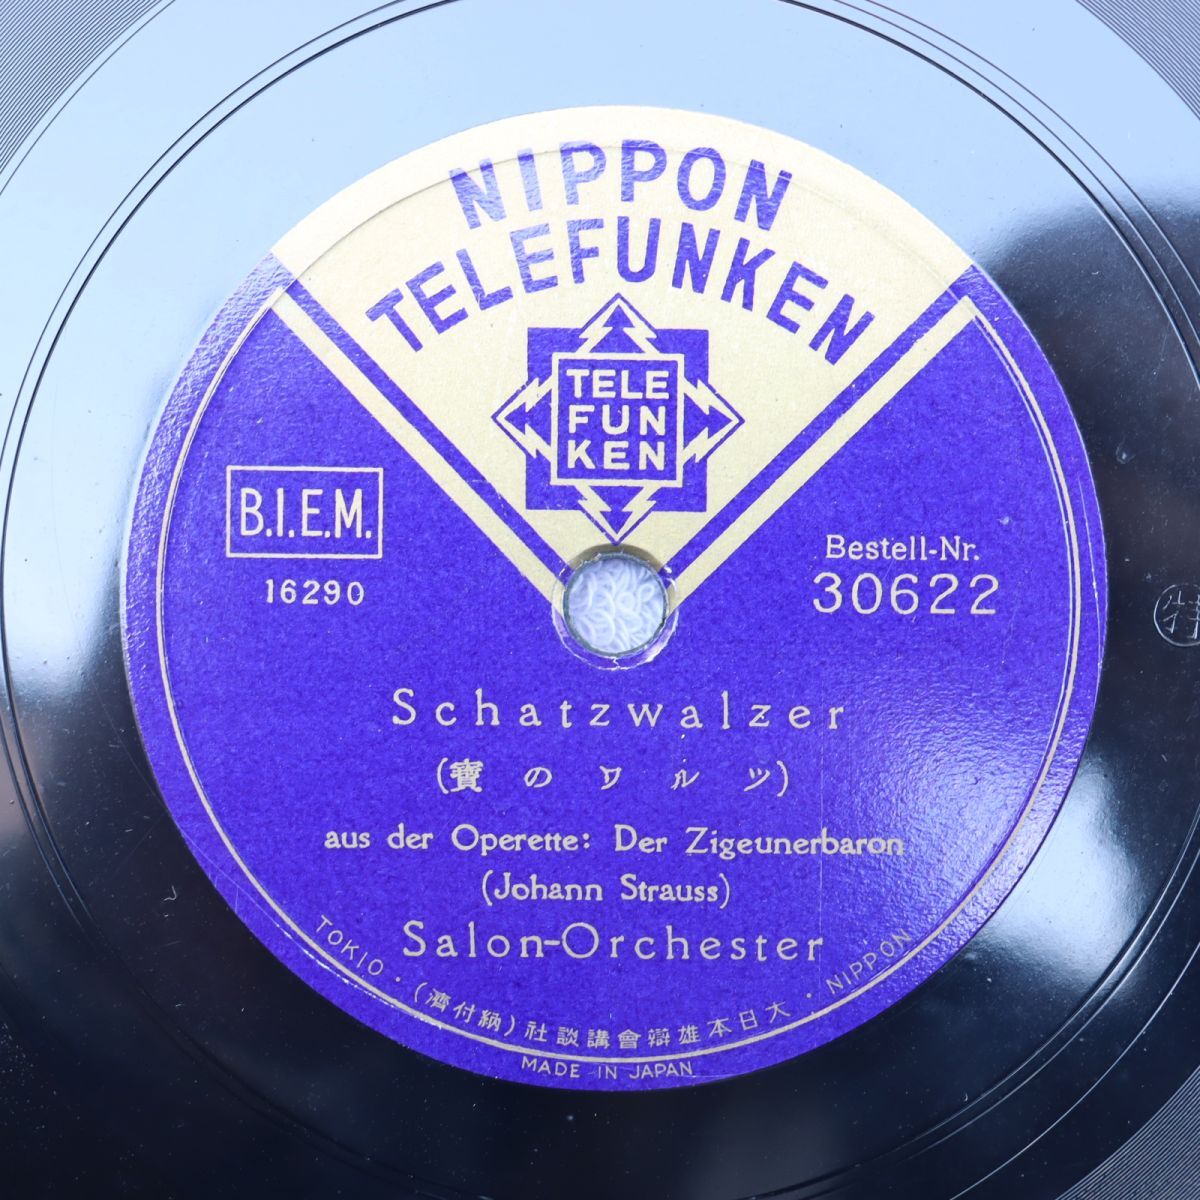 NIPPON
TELEFUNKEN
TELE
FUN
KEN
B.I.E.M.
16290
Bestell-Nr.
30622
特
Schatzwalzer
(寶のワルツ)
aus der Operette: Der Zigeunerbaron
(Johann Strauss)
Salon-Orchester
TOKIO・(濟付納)社談講會辯雄本日大・NIPPON
MADE IN JAPAN